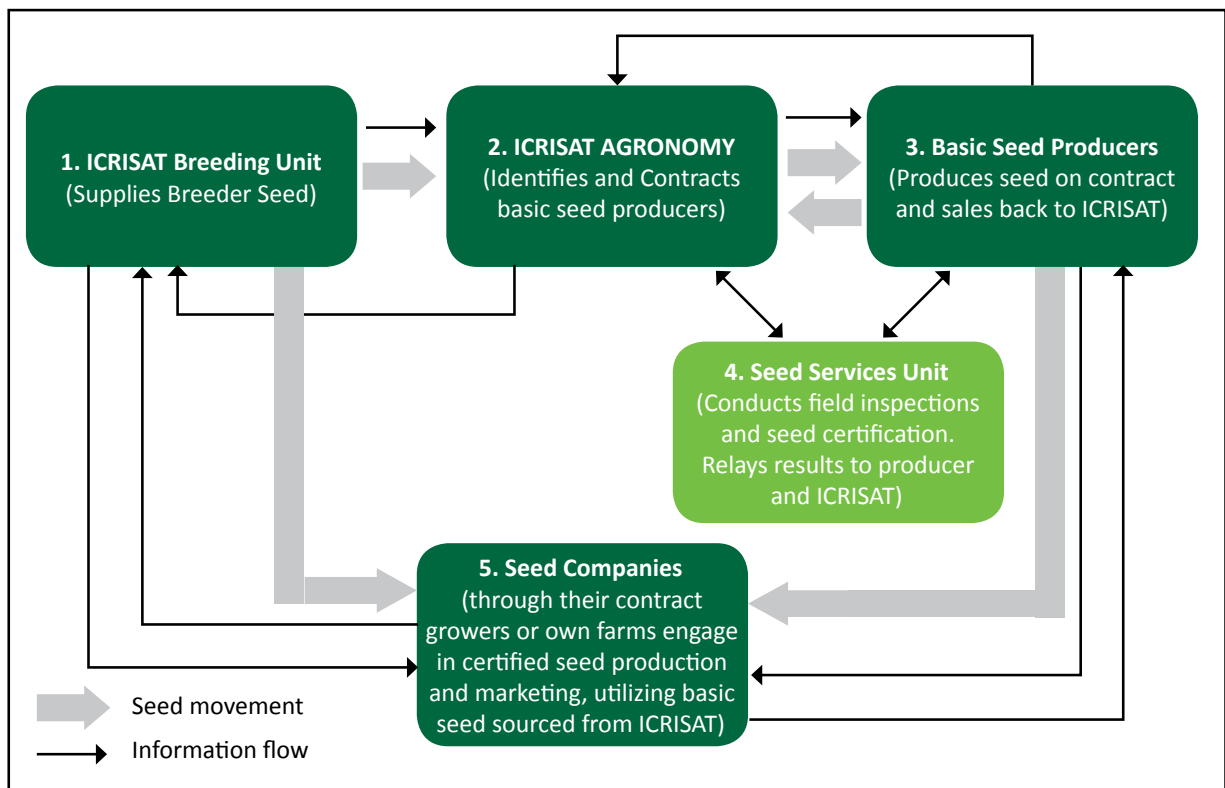 1. ICRISAT Breeding Unit
(Supplies Breeder Seed)
2. ICRISAT AGRONOMY
(Identifies and Contracts
basic seed producers)
3. Basic Seed Producers
(Produces seed on contract
and sales back to ICRISAT)
4. Seed Services Unit
(Conducts field inspections
and seed certification.
Relays results to producer
and ICRISAT)
5. Seed Companies
(through their contract
growers or own farms engage
in certified seed production
and marketing, utilizing basic
seed sourced from ICRISAT)
Seed movement
Information flow